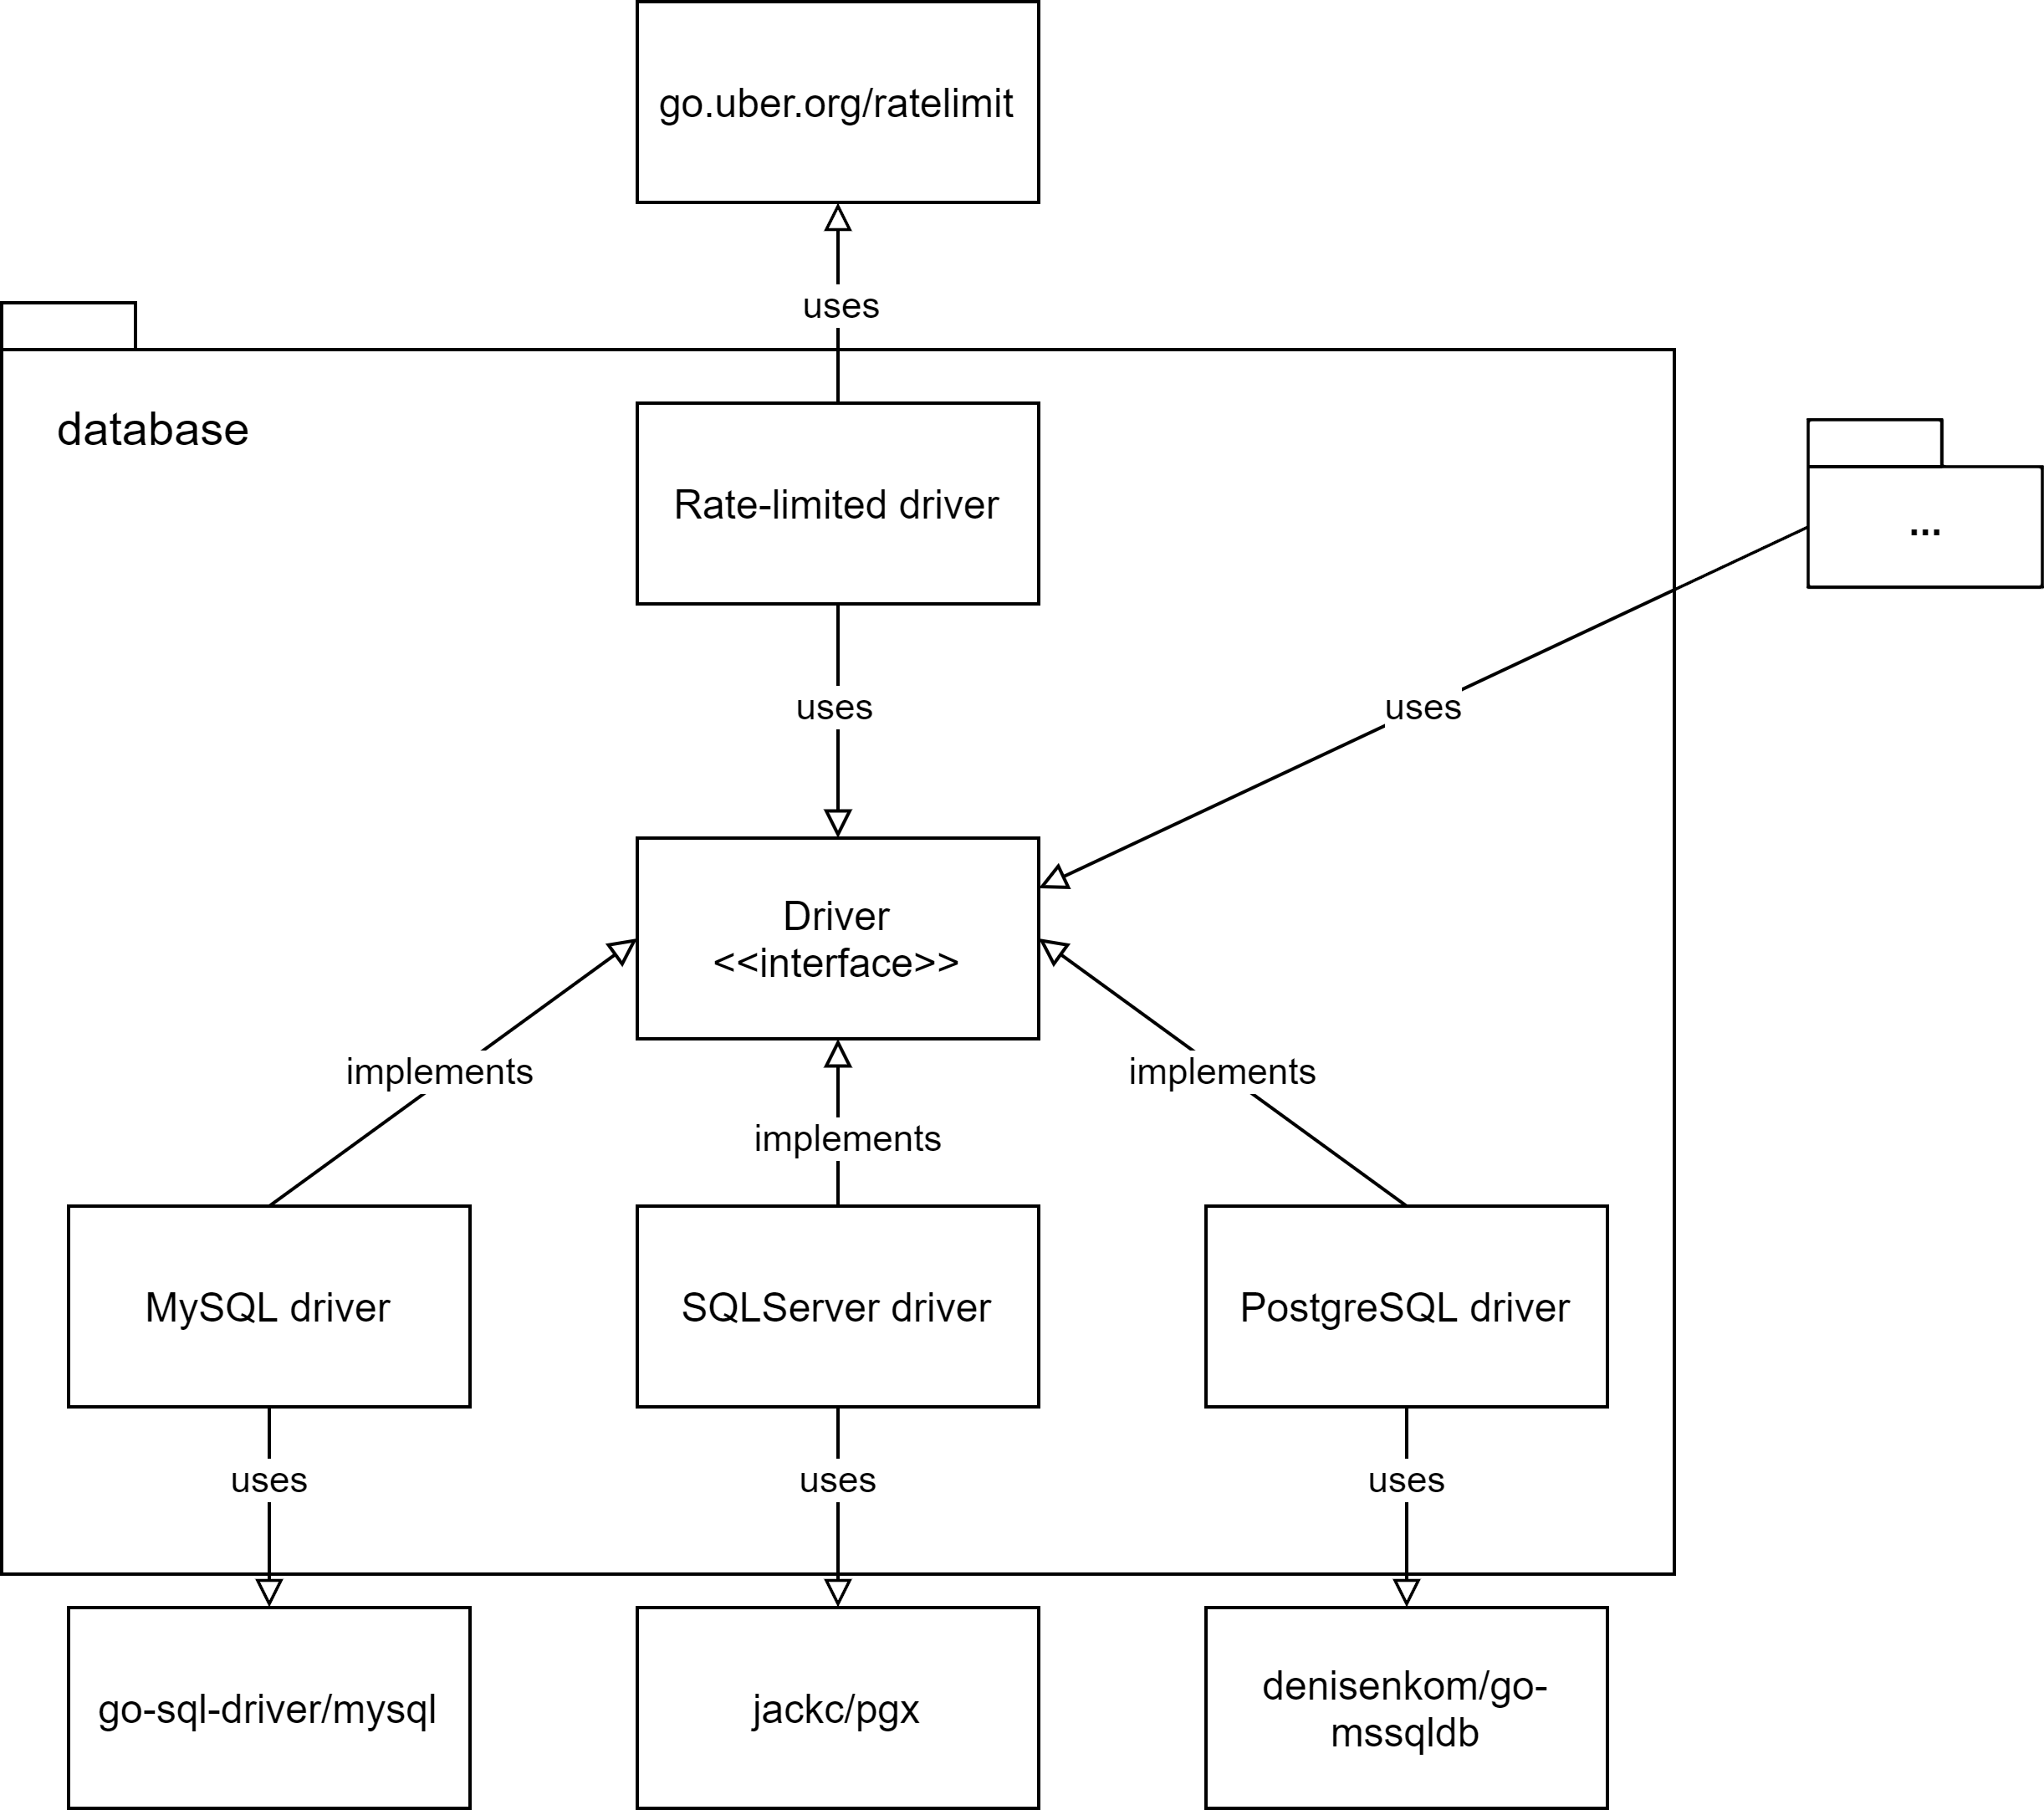 go.uber.org/ratelimit
uses
database
Rate-limited driver
...
uses
uses
Driver
<<interface>>
implements
implements
implements
MySQL driver
SQLServer driver
PostgreSQL driver
uses
uses
uses
go-sql-driver/mysql
jackc/pgx
denisenkom/go-
mssqldb